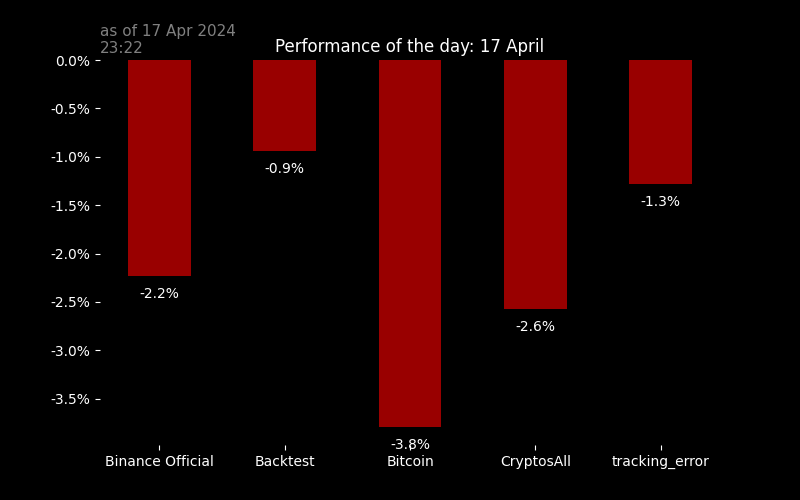 as of 17 Apr 2024
23:22
Performance of the day: 17 April
0.0%
-0.5%
-1.0%
-1.5%
-2.0%
-2.5%
-3.0%
-3.5%
-2.2%
-0.9%
-3.8%
-2.6%
-1.3%
Binance Official
Backtest
Bitcoin
CryptosAll
tracking_error